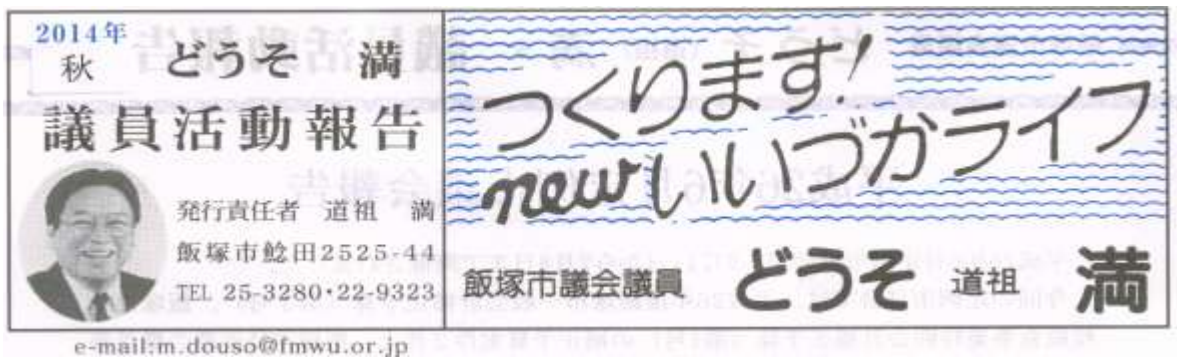 2014年
秋
どうそ 満
議員活動報告
発行責任者 道祖 満
飯塚市鯰田2525-44
TEL 25-3280・22-9323
e-mail:m.douso@fmwu.or.jp
つくります!
newいいづかライフ
飯塚市議会議員 どうそ 道祖 満